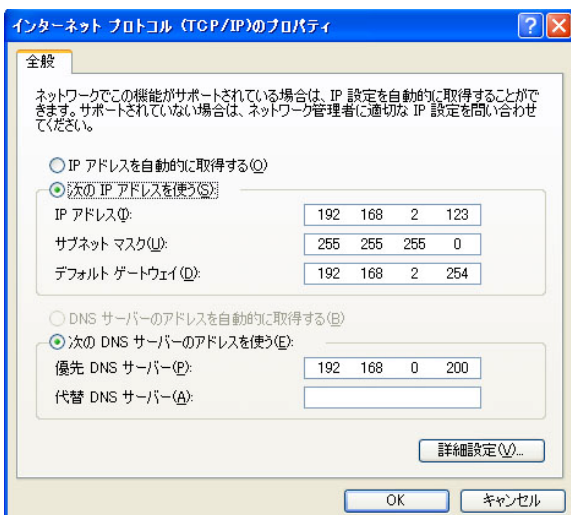 インターネット プロトコル (TCP/IP)のプロパティ
全般
ネットワークでこの機能がサポートされている場合は、IP 設定を自動的に取得することがで
きます。サポートされていない場合は、ネットワーク管理者に適切な IP 設定を問い合わせ
てください。
IP アドレスを自動的に取得する(O)
次の IP アドレスを使う(S):
IP アドレス(I): 192 168 2 123
サブネット マスク(U): 255 255 255 0
デフォルト ゲートウェイ(D): 192 168 2 254
DNS サーバーのアドレスを自動的に取得する(B)
次の DNS サーバーのアドレスを使う(E):
優先 DNS サーバー(P): 192 168 0 200
代替 DNS サーバー(A):
詳細設定(V)...
OK キャンセル